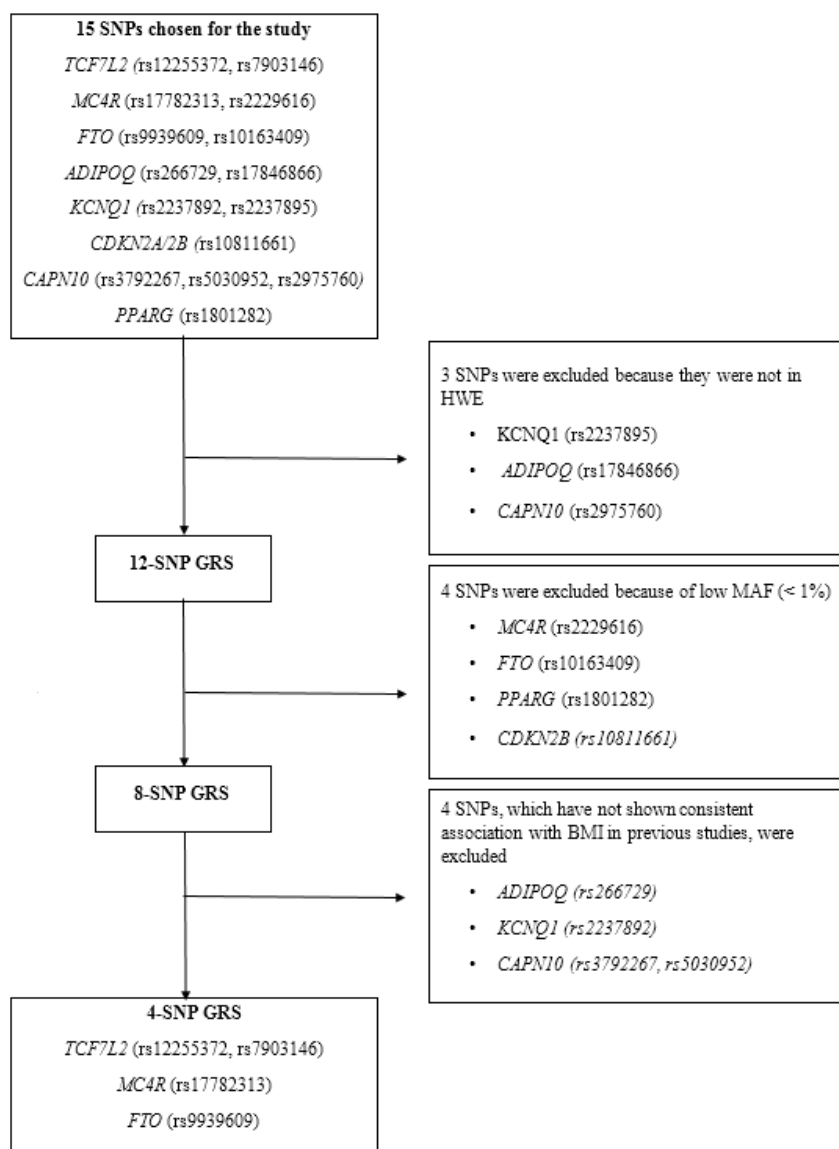 15 SNPs chosen for the study
TCF7L2 (rs12255372, rs7903146)
MC4R (rs17782313, rs2229616)
FTO (rs9939609, rs10163409)
ADIPOQ (rs266729, rs17846866)
KCNQ1 (rs2237892, rs2237895)
CDKN2A/2B (rs10811661)
CAPN10 (rs3792267, rs5030952, rs2975760)
PPARG (rs1801282)
3 SNPs were excluded because they were not in
HWE
• KCNQ1 (rs2237895)
• ADIPOQ (rs17846866)
• CAPN10 (rs2975760)
12-SNP GRS
4 SNPs were excluded because of low MAF (< 1%)
• MC4R (rs2229616)
• FTO (rs10163409)
• PPARG (rs1801282)
• CDKN2B (rs10811661)
8-SNP GRS
4 SNPs, which have not shown consistent
association with BMI in previous studies, were
excluded
• ADIPOQ (rs266729)
• KCNQ1 (rs2237892)
• CAPN10 (rs3792267, rs5030952)
4-SNP GRS
TCF7L2 (rs12255372, rs7903146)
MC4R (rs17782313)
FTO (rs9939609)